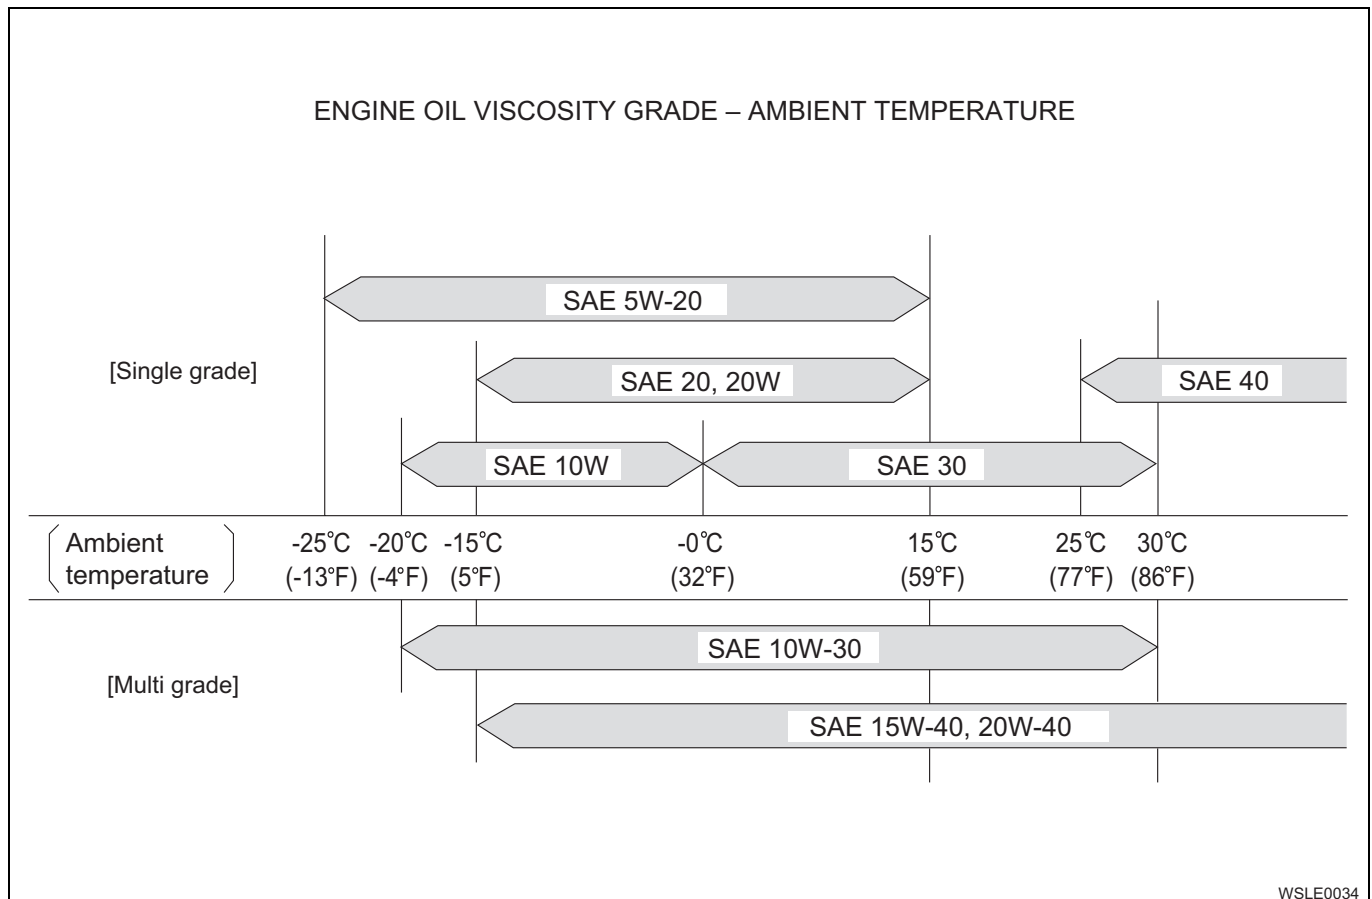 ENGINE OIL VISCOSITY GRADE – AMBIENT TEMPERATURE
SAE 5W-20
[Single grade]
SAE 20, 20W
SAE 40
SAE 10W
SAE 30
Ambient temperature
-25°C -20°C -15°C -0°C 15°C 25°C 30°C
(-13°F) (-4°F) (5°F) (32°F) (59°F) (77°F) (86°F)
SAE 10W-30
[Multi grade]
SAE 15W-40, 20W-40
WSLE0034